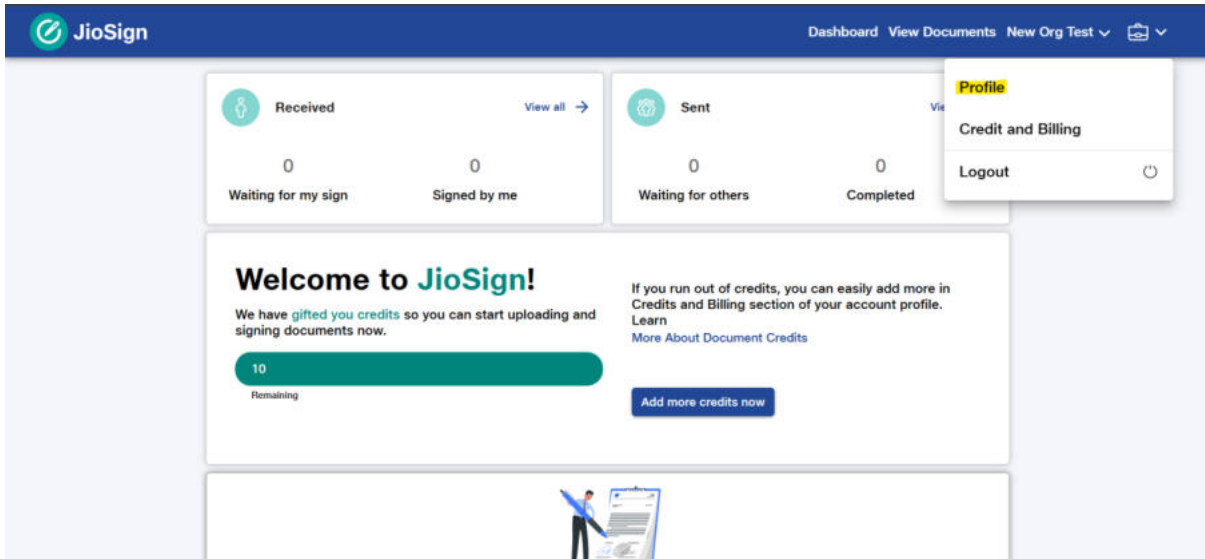 JioSign
Dashboard View Documents New Org Test
Profile
Credit and Billing
Logout
Received
View all
0
0
Waiting for my sign
Signed by me
Sent
0
0
Waiting for others
Completed
Welcome to JioSign!
We have gifted you credits so you can start uploading and
signing documents now.
10
Remaining
If you run out of credits, you can easily add more in
Credits and Billing section of your account profile.
Learn
More About Document Credits
Add more credits now